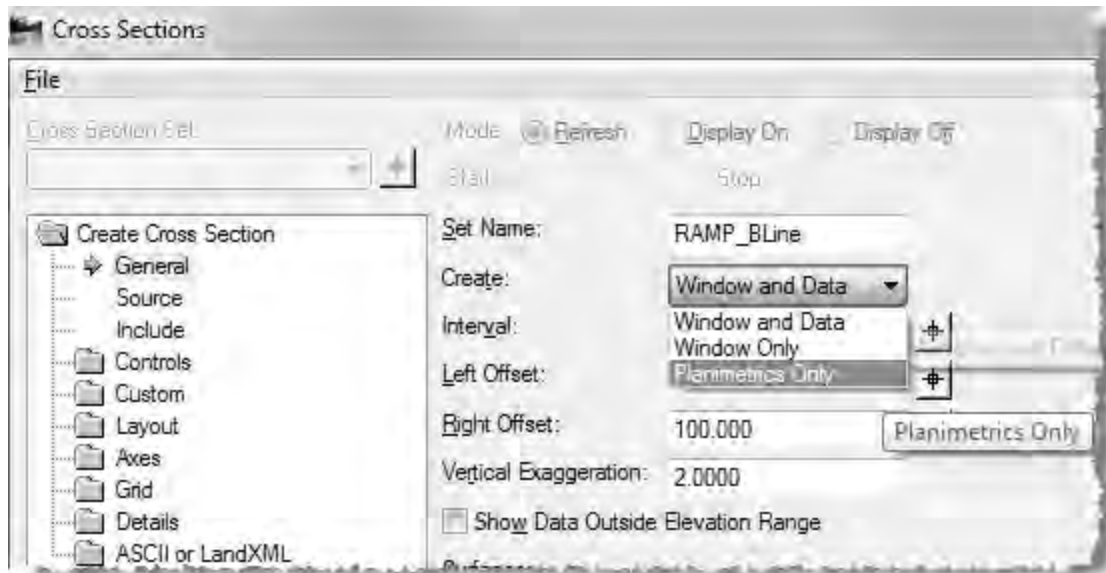 Cross Sections
File
Cross Section Set:
Mode: Refresh Display On Display Off
Start: Stop:
Create Cross Section
General
Source
Include
Controls
Custom
Layout
Axes
Grid
Details
ASCII or LandXML
Set Name: RAMP_BLine
Create: Window and Data
Window and Data
Window Only
Planimetrics Only
Interval:
Left Offset:
Right Offset: 100.000
Planimetrics Only
Vertical Exaggeration: 2.0000
Show Data Outside Elevation Range